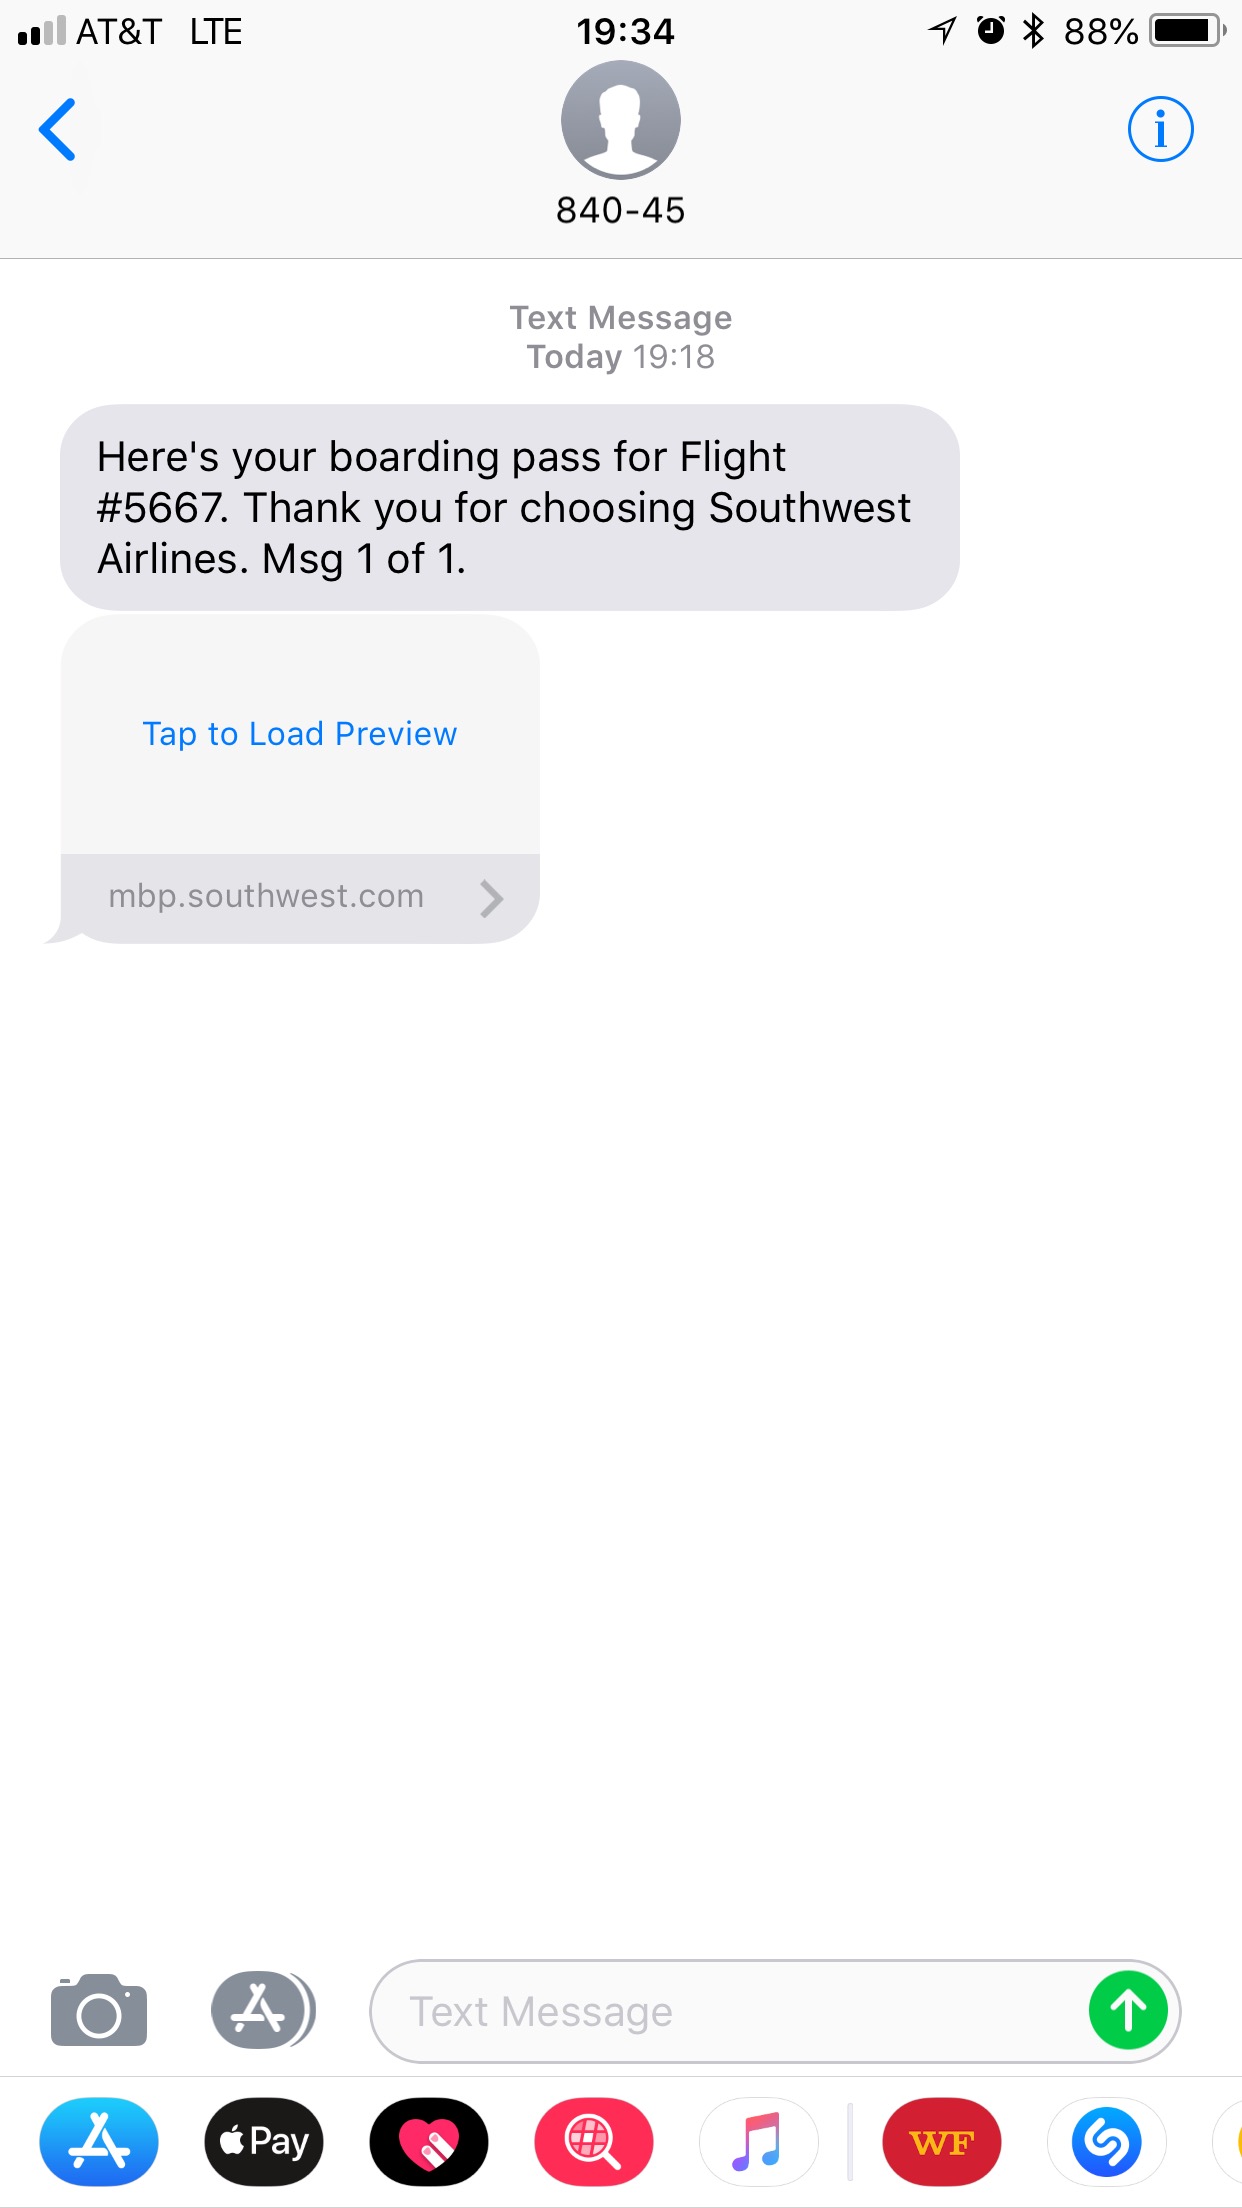 AT&T LTE 19:34 88%
840-45
Text Message
Today 19:18
Here's your boarding pass for Flight
#5667. Thank you for choosing Southwest
Airlines. Msg 1 of 1.
Tap to Load Preview
mbp.southwest.com
Text Message
Pay WF